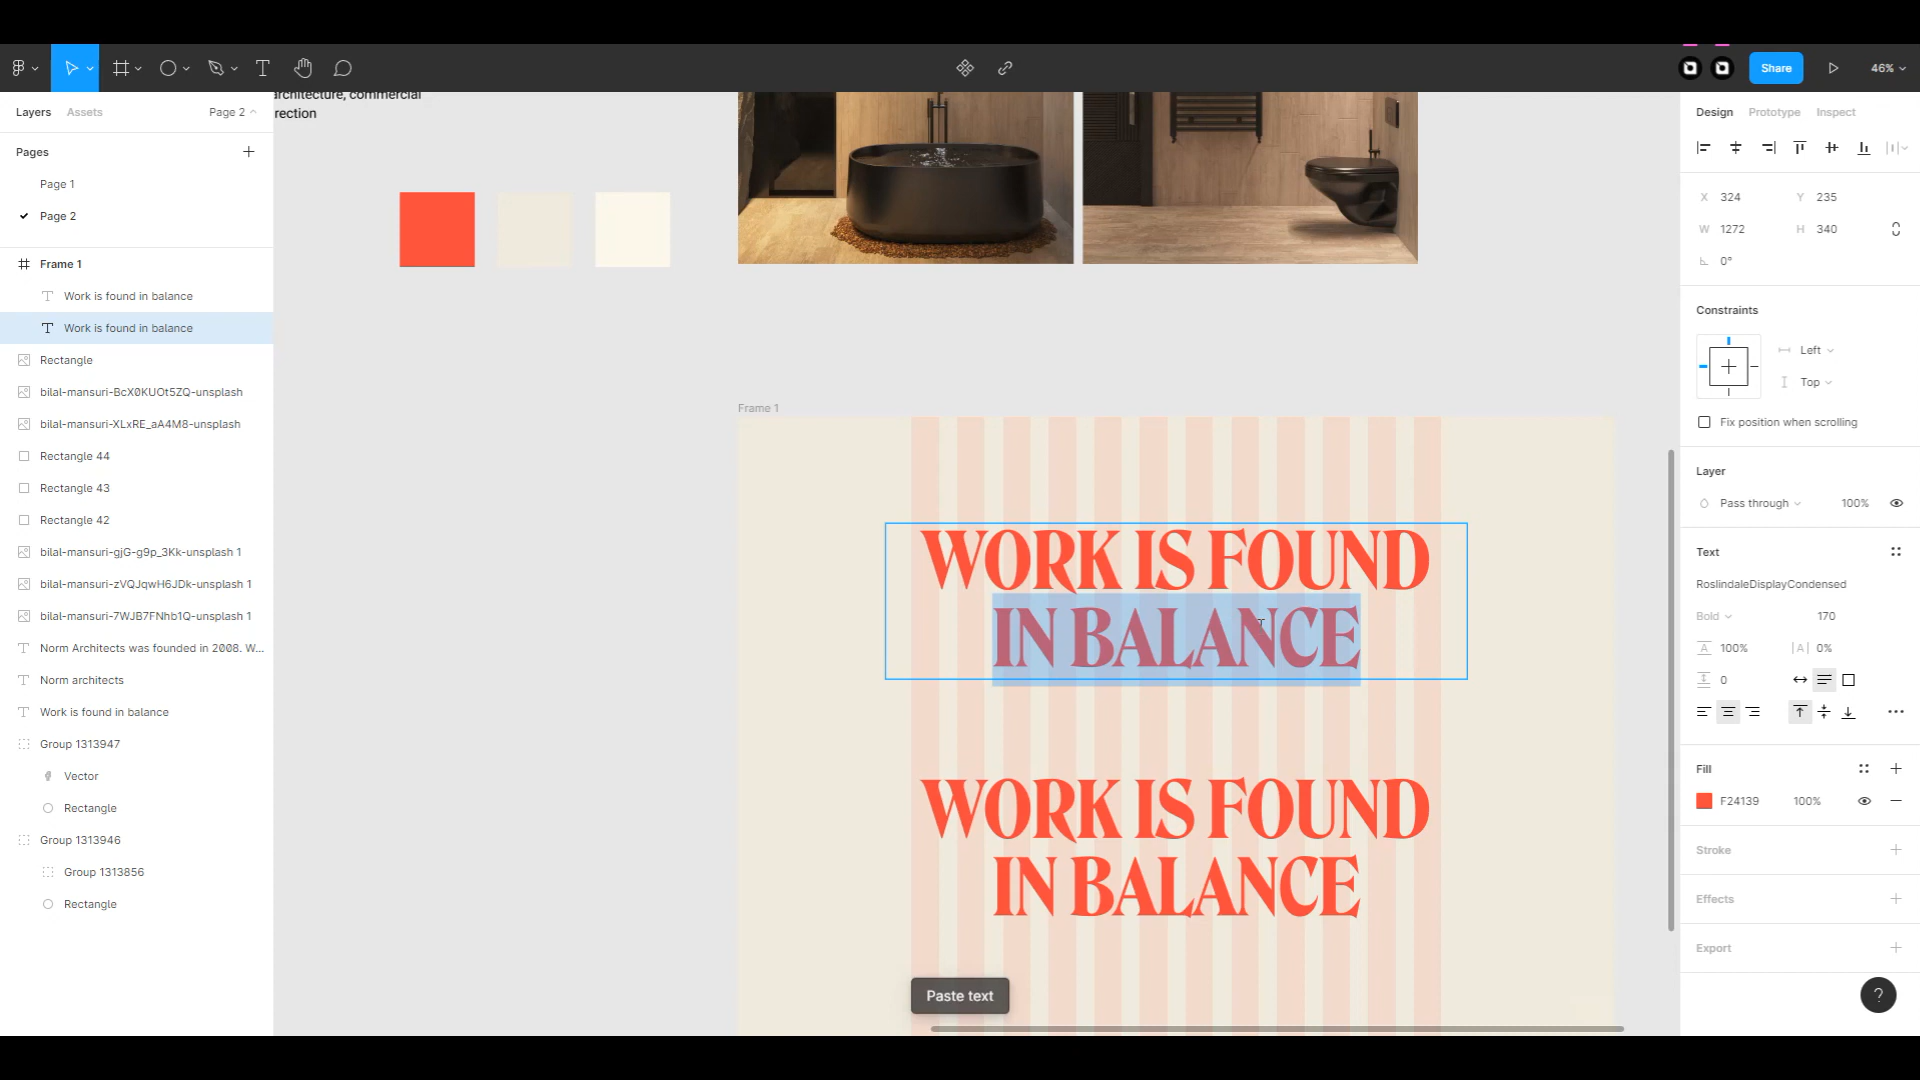 Share
46%
Layers
Assets
Page 2
Pages
Page 1
Page 2
Frame 1
Work is found in balance
Work is found in balance
Rectangle
bilal-mansuri-BcX0KUOt5ZQ-unsplash
bilal-mansuri-XLxRE_aA4M8-unsplash
Rectangle 44
Rectangle 43
Rectangle 42
bilal-mansuri-gjG-g9p_3Kk-unsplash 1
bilal-mansuri-zVQJqwH6JDk-unsplash 1
bilal-mansuri-7WJB7FNhb1Q-unsplash 1
Norm Architects was founded in 2008. W...
Norm architects
Work is found in balance
Group 1313947
Vector
Rectangle
Group 1313946
Group 1313856
Rectangle
architecture, commercial
rection
Frame 1
WORK IS FOUND
IN BALANCE
WORK IS FOUND
IN BALANCE
Paste text
Design
Prototype
Inspect
X 324
Y 235
W 1272
H 340
0°
Constraints
Left
Top
Fix position when scrolling
Layer
Pass through
100%
Text
RoslindaleDisplayCondensed
Bold
170
100%
0%
0
Fill
F24139
100%
Stroke
Effects
Export
?